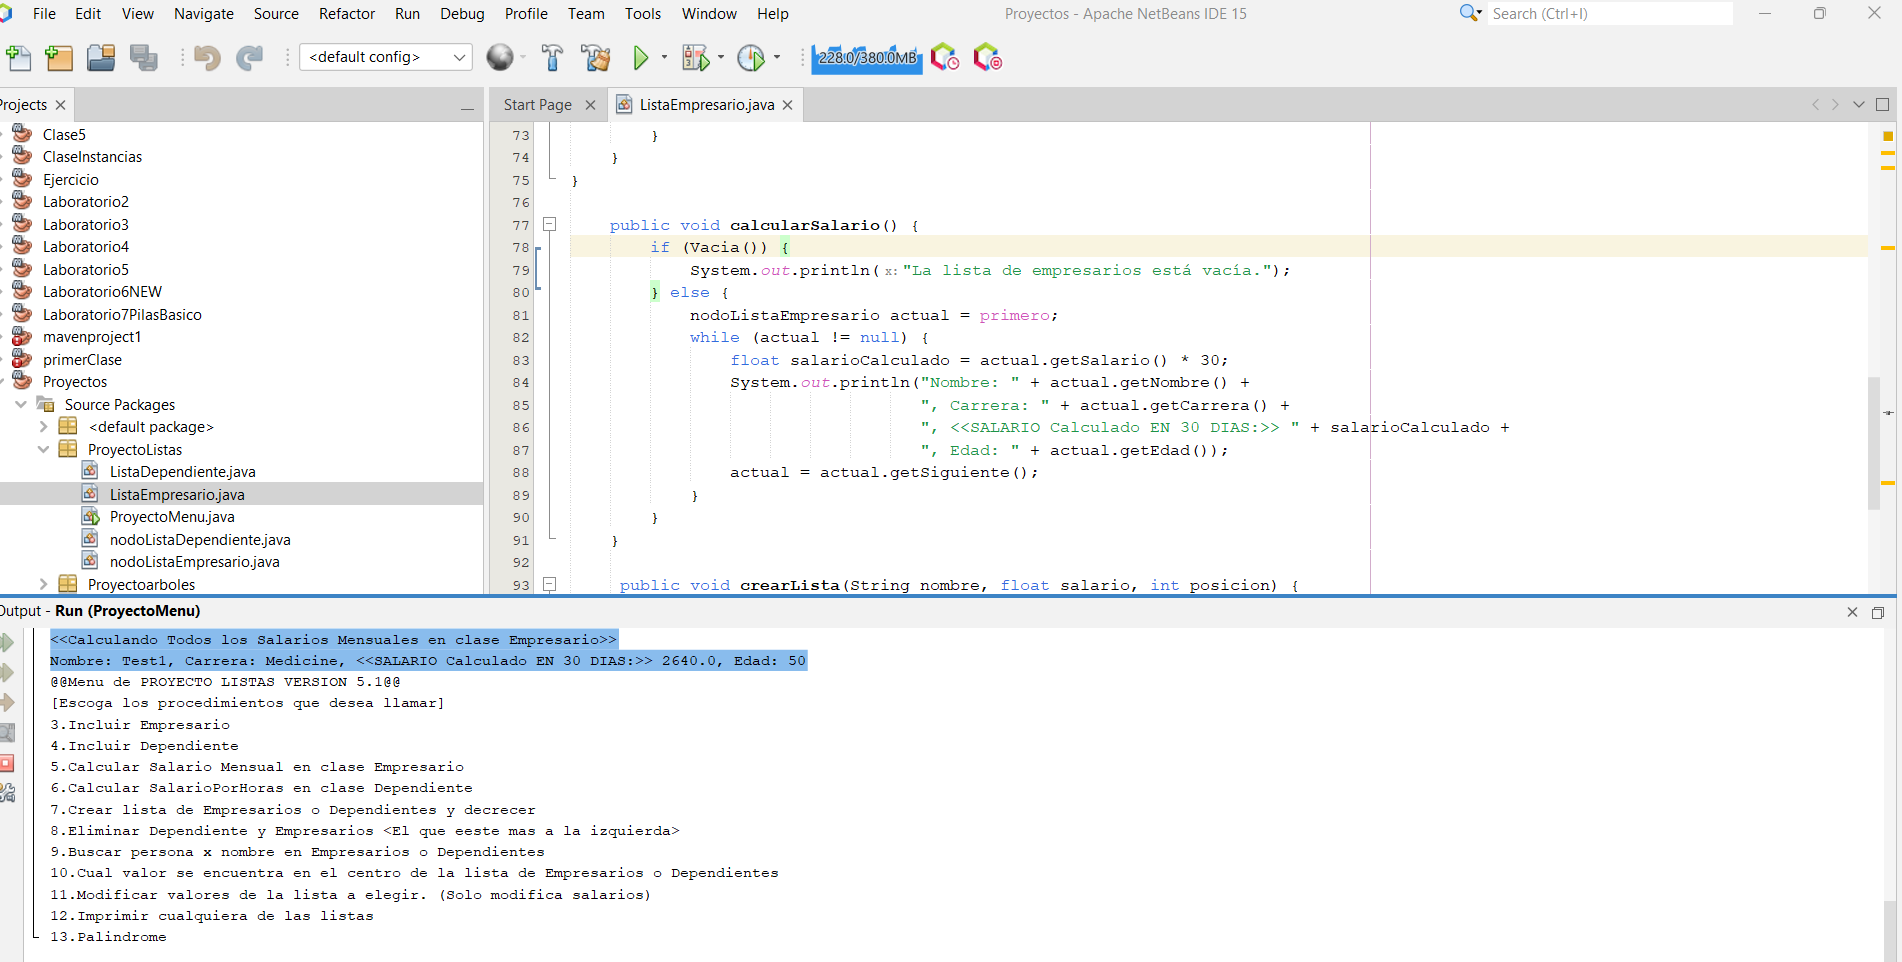 File Edit View Navigate Source Refactor Run Debug Profile Team Tools Window Help
Proyectos - Apache NetBeans IDE 15
Search (Ctrl+I)
<default config>
228.0/380.0MB
Projects
Start Page
ListaEmpresario.java
Clase5
ClaseInstancias
Ejercicio
Laboratorio2
Laboratorio3
Laboratorio4
Laboratorio5
Laboratorio6NEW
Laboratorio7PilasBasico
mavenproject1
primerClase
Proyectos
Source Packages
<default package>
ProyectoListas
ListaDependiente.java
ListaEmpresario.java
ProyectoMenu.java
nodoListaDependiente.java
nodoListaEmpresario.java
Proyectoarboles
73 }
74 }
75 }
76
77 public void calcularSalario() {
78 if (Vacia()) {
79 System.out.println(x:"La lista de empresarios está vacía.");
80 } else {
81 nodoListaEmpresario actual = primero;
82 while (actual != null) {
83 float salarioCalculado = actual.getSalario() * 30;
84 System.out.println("Nombre: " + actual.getNombre() +
85 ", Carrera: " + actual.getCarrera() +
86 ", <<SALARIO Calculado EN 30 DIAS:>> " + salarioCalculado +
87 ", Edad: " + actual.getEdad());
88 actual = actual.getSiguiente();
89 }
90 }
91 }
92
93 public void crearLista(String nombre, float salario, int posicion) {
Output - Run (ProyectoMenu)
<<Calculando Todos los Salarios Mensuales en clase Empresario>>
Nombre: Test1, Carrera: Medicine, <<SALARIO Calculado EN 30 DIAS:>> 2640.0, Edad: 50
@@Menu de PROYECTO LISTAS VERSION 5.1@@
[Escoga los procedimientos que desea llamar]
3.Incluir Empresario
4.Incluir Dependiente
5.Calcular Salario Mensual en clase Empresario
6.Calcular SalarioPorHoras en clase Dependiente
7.Crear lista de Empresarios o Dependientes y decrecer
8.Eliminar Dependiente y Empresarios <El que eeste mas a la izquierda>
9.Buscar persona x nombre en Empresarios o Dependientes
10.Cual valor se encuentra en el centro de la lista de Empresarios o Dependientes
11.Modificar valores de la lista a elegir. (Solo modifica salarios)
12.Imprimir cualquiera de las listas
13.Palindrome